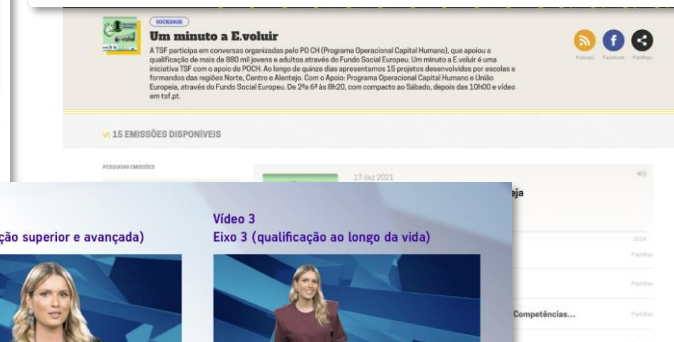 SOCIEDADE
Um minuto a E.voluir
A TSF participa em conversas organizadas pelo PO CH (Programa Operacional Capital Humano), que apoiou a
qualificação de mais de 880 mil jovens e adultos através do Fundo Social Europeu. Um minuto a E.voluir é uma
iniciativa TSF com o apoio do POCH. Ao longo de quinze dias apresentamos 15 projetos desenvolvidos por escolas e
formandos das regiões Norte, Centro e Alentejo. Com o Apoio: Programa Operacional Capital Humano e União
Europeia, através do Fundo Social Europeu. De 2ªs 6ª às 8h20, com compacto ao Sábado, depois das 10h00 e vídeo
em tsf.pt.
Podcast Facebook Partilhar
15 EMISSÕES DISPONÍVEIS
PESQUISAR EMISSÕES
17 dez 2021
eja
Partilhar
Partilhar
Competências...
Partilhar
ção superior e avançada)
Vídeo 3
Eixo 3 (qualificação ao longo da vida)